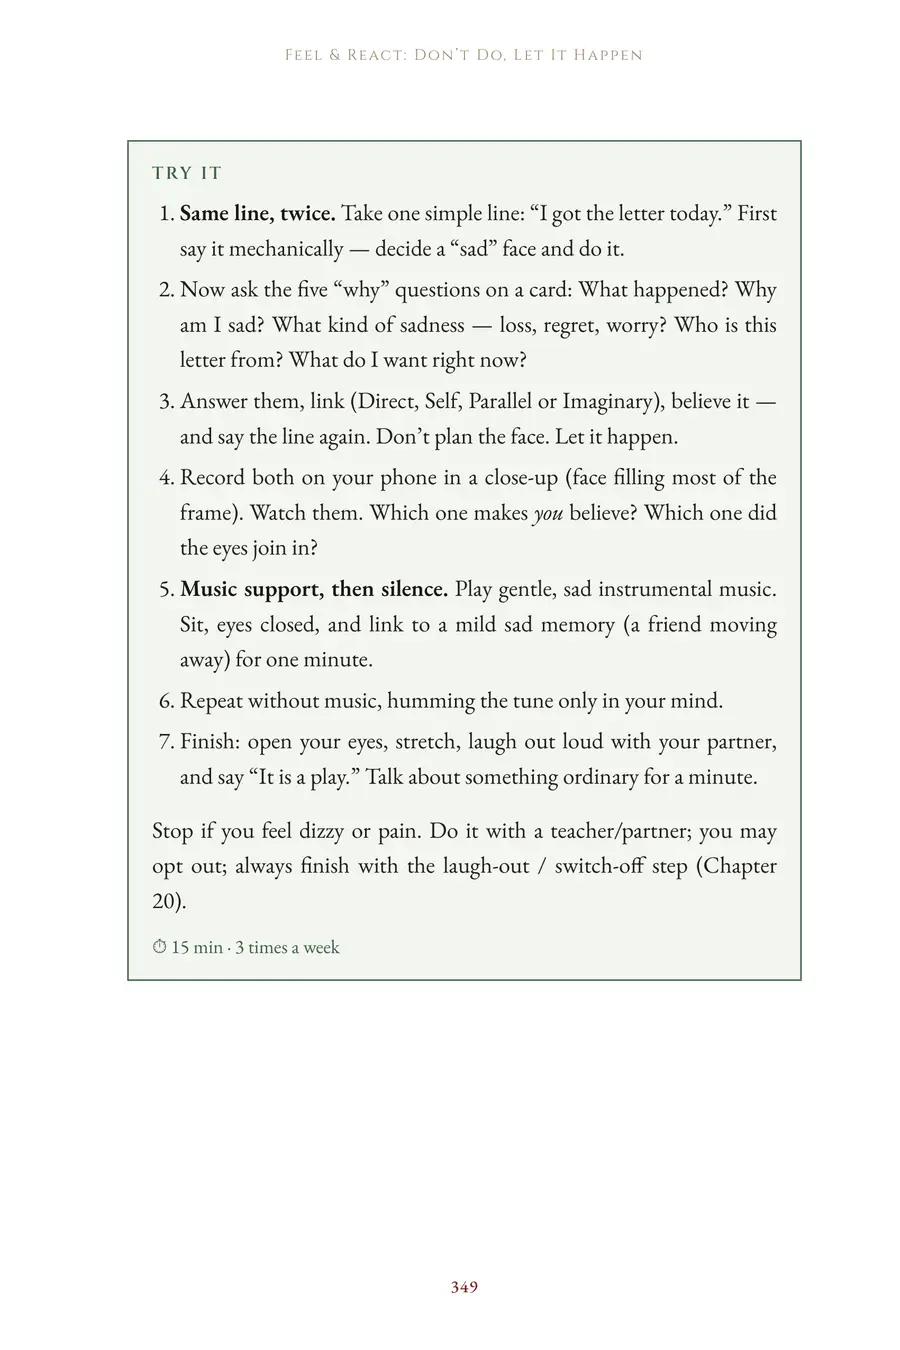 Feel & React: Don’t Do, Let It Happen
TRY IT
1. Same line, twice. Take one simple line: “I got the letter today.” First
say it mechanically — decide a “sad” face and do it.
2. Now ask the five “why” questions on a card: What happened? Why
am I sad? What kind of sadness — loss, regret, worry? Who is this
letter from? What do I want right now?
3. Answer them, link (Direct, Self, Parallel or Imaginary), believe it —
and say the line again. Don’t plan the face. Let it happen.
4. Record both on your phone in a close-up (face filling most of the
frame). Watch them. Which one makes you believe? Which one did
the eyes join in?
5. Music support, then silence. Play gentle, sad instrumental music.
Sit, eyes closed, and link to a mild sad memory (a friend moving
away) for one minute.
6. Repeat without music, humming the tune only in your mind.
7. Finish: open your eyes, stretch, laugh out loud with your partner,
and say “It is a play.” Talk about something ordinary for a minute.
Stop if you feel dizzy or pain. Do it with a teacher/partner; you may
opt out; always finish with the laugh-out / switch-off step (Chapter
20).
⏱ 15 min · 3 times a week
349